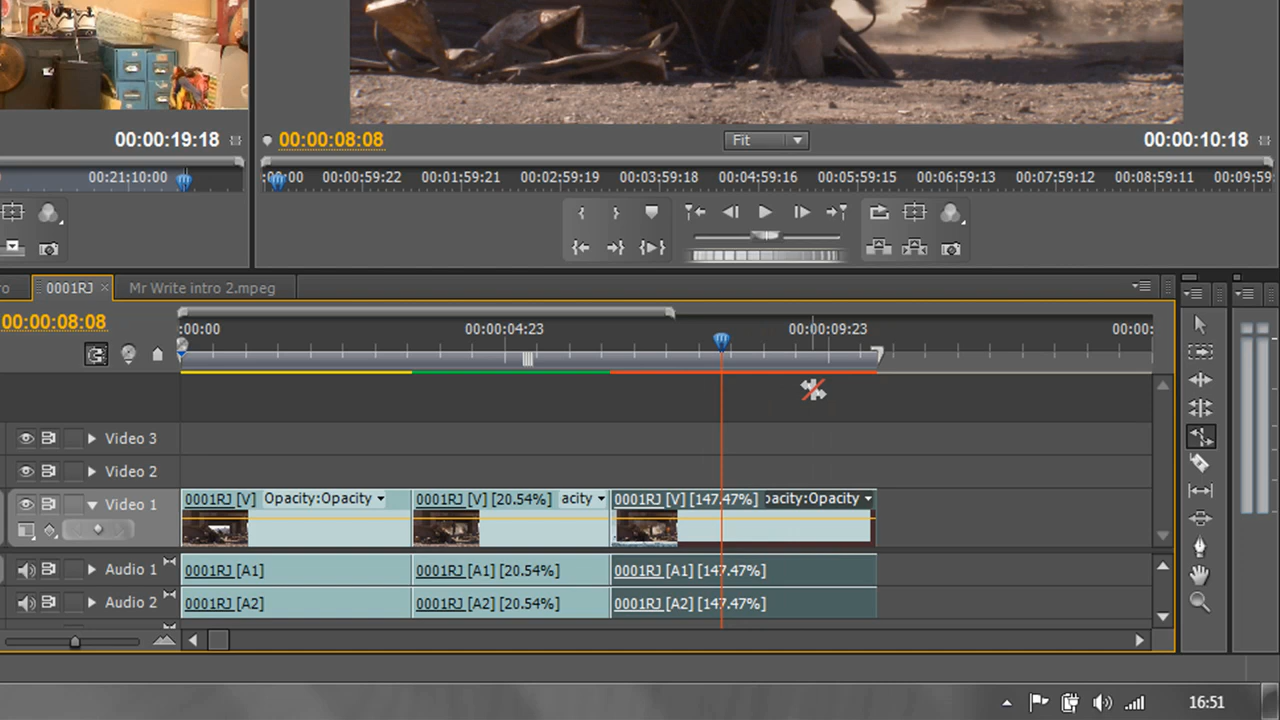 00:00:19:18
00:00:08:08
Fit
00:00:10:18
00:21:10:00
:00:00 00:00:59:22 00:01:59:21 00:02:59:19 00:03:59:18 00:04:59:16 00:05:59:15 00:06:59:13 00:07:59:12 00:08:59:11 00:09:59:
0001RJ
Mr Write intro 2.mpeg
00:00:08:08
:00:00 00:00:04:23 00:00:09:23 00:00:
Video 3
Video 2
Video 1
0001RJ [V] Opacity:Opacity
0001RJ [V] [20.54%] acity
0001RJ [V] [147.47%] pacity:Opacity
Audio 1
0001RJ [A1]
0001RJ [A1] [20.54%]
0001RJ [A1] [147.47%]
Audio 2
0001RJ [A2]
0001RJ [A2] [20.54%]
0001RJ [A2] [147.47%]
16:51